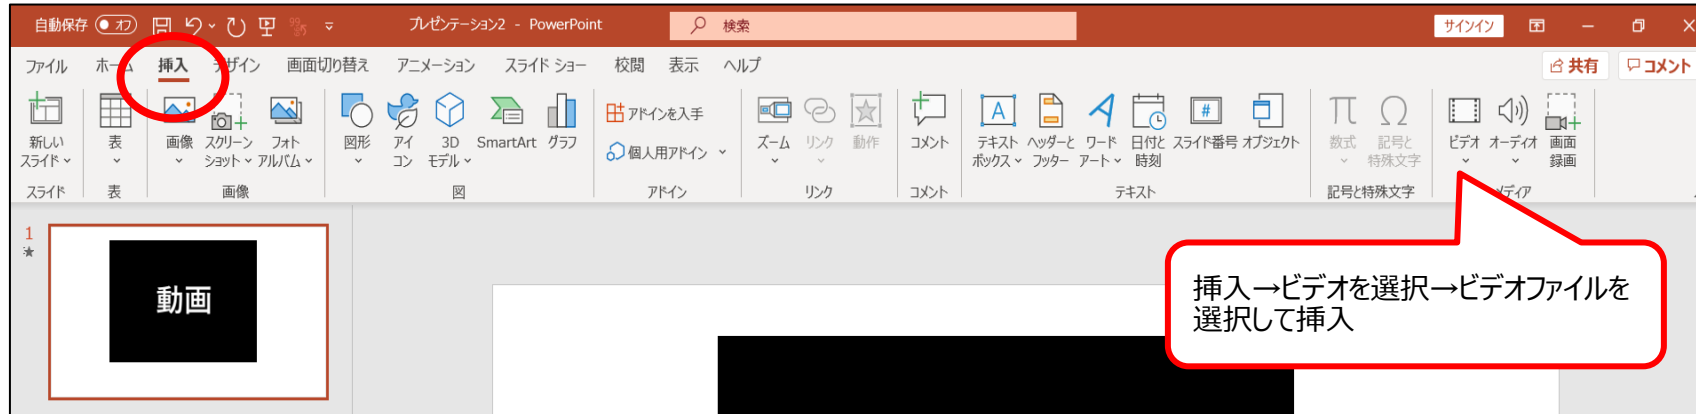 自動保存 オフ プレゼンテーション2 - PowerPoint 検索 サインイン
ファイル ホーム 挿入 デザイン 画面切り替え アニメーション スライド ショー 校閲 表示 ヘルプ 共有 コメント
新しい
スライド
表
画像
スクリーン
ショット
フォト
アルバム
図形
アイ
コン
3D
モデル
SmartArt
グラフ
アドインを入手
個人用アドイン
ズーム
リンク
動作
コメント
テキスト
ボックス
ヘッダーと
フッター
ワード
アート
日付と
時刻
スライド番号
オブジェクト
数式
記号と
特殊文字
ビデオ
オーディオ
画面
録画
スライド 表 画像 図 アドイン リンク コメント テキスト 記号と特殊文字 メディア
1
動画
挿入→ビデオを選択→ビデオファイルを
選択して挿入